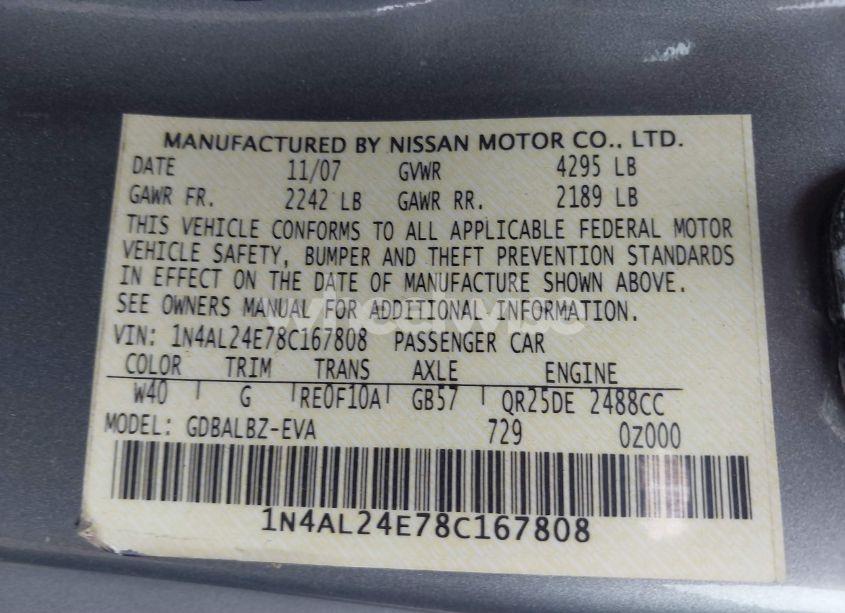 MANUFACTURED BY NISSAN MOTOR CO., LTD.
DATE 11/07 GVWR 4295 LB
GAWR FR. 2242 LB GAWR RR. 2189 LB
THIS VEHICLE CONFORMS TO ALL APPLICABLE FEDERAL MOTOR
VEHICLE SAFETY, BUMPER AND THEFT PREVENTION STANDARDS
IN EFFECT ON THE DATE OF MANUFACTURE SHOWN ABOVE.
SEE OWNERS MANUAL FOR ADDITIONAL INFORMATION.
VIN: 1N4AL24E78C167808 PASSENGER CAR
COLOR TRIM TRANS AXLE ENGINE
W40 G RE0F10A GB57 QR25DE 2488CC
MODEL: GDBALBZ-EVA 729 0Z000
1N4AL24E78C167808